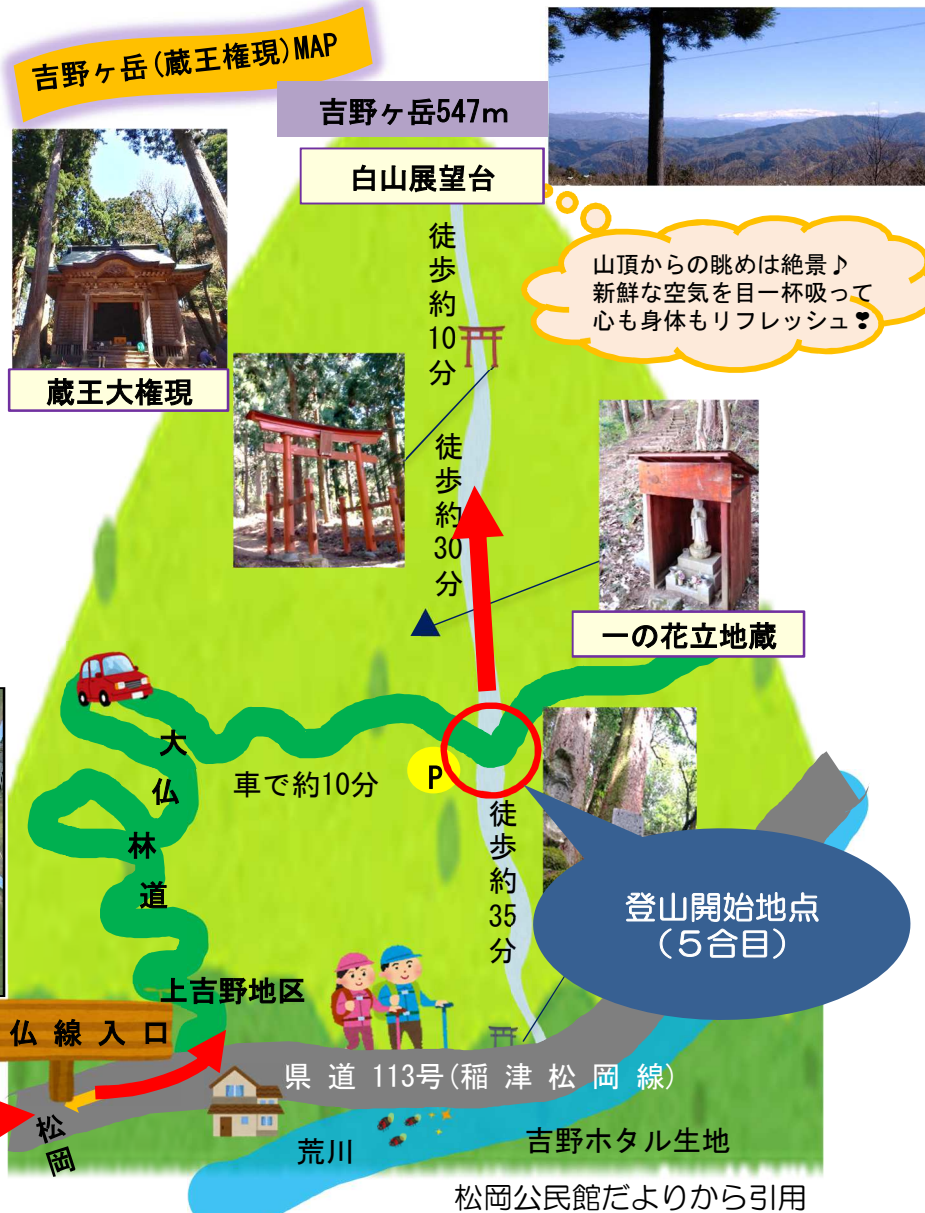 吉野ヶ岳(蔵王権現)MAP
吉野ヶ岳547m
白山展望台
山頂からの眺めは絶景♪
新鮮な空気を目一杯吸って
心も身体もリフレッシュ❣
蔵王大権現
徒歩約10分
徒歩約30分
一の花立地蔵
大仏林道
車で約10分
P
徒歩約35分
登山開始地点
(5合目)
上吉野地区
仏線入口
県道113号(稲津松岡線)
松岡
荒川
吉野ホタル生地
松岡公民館だよりから引用